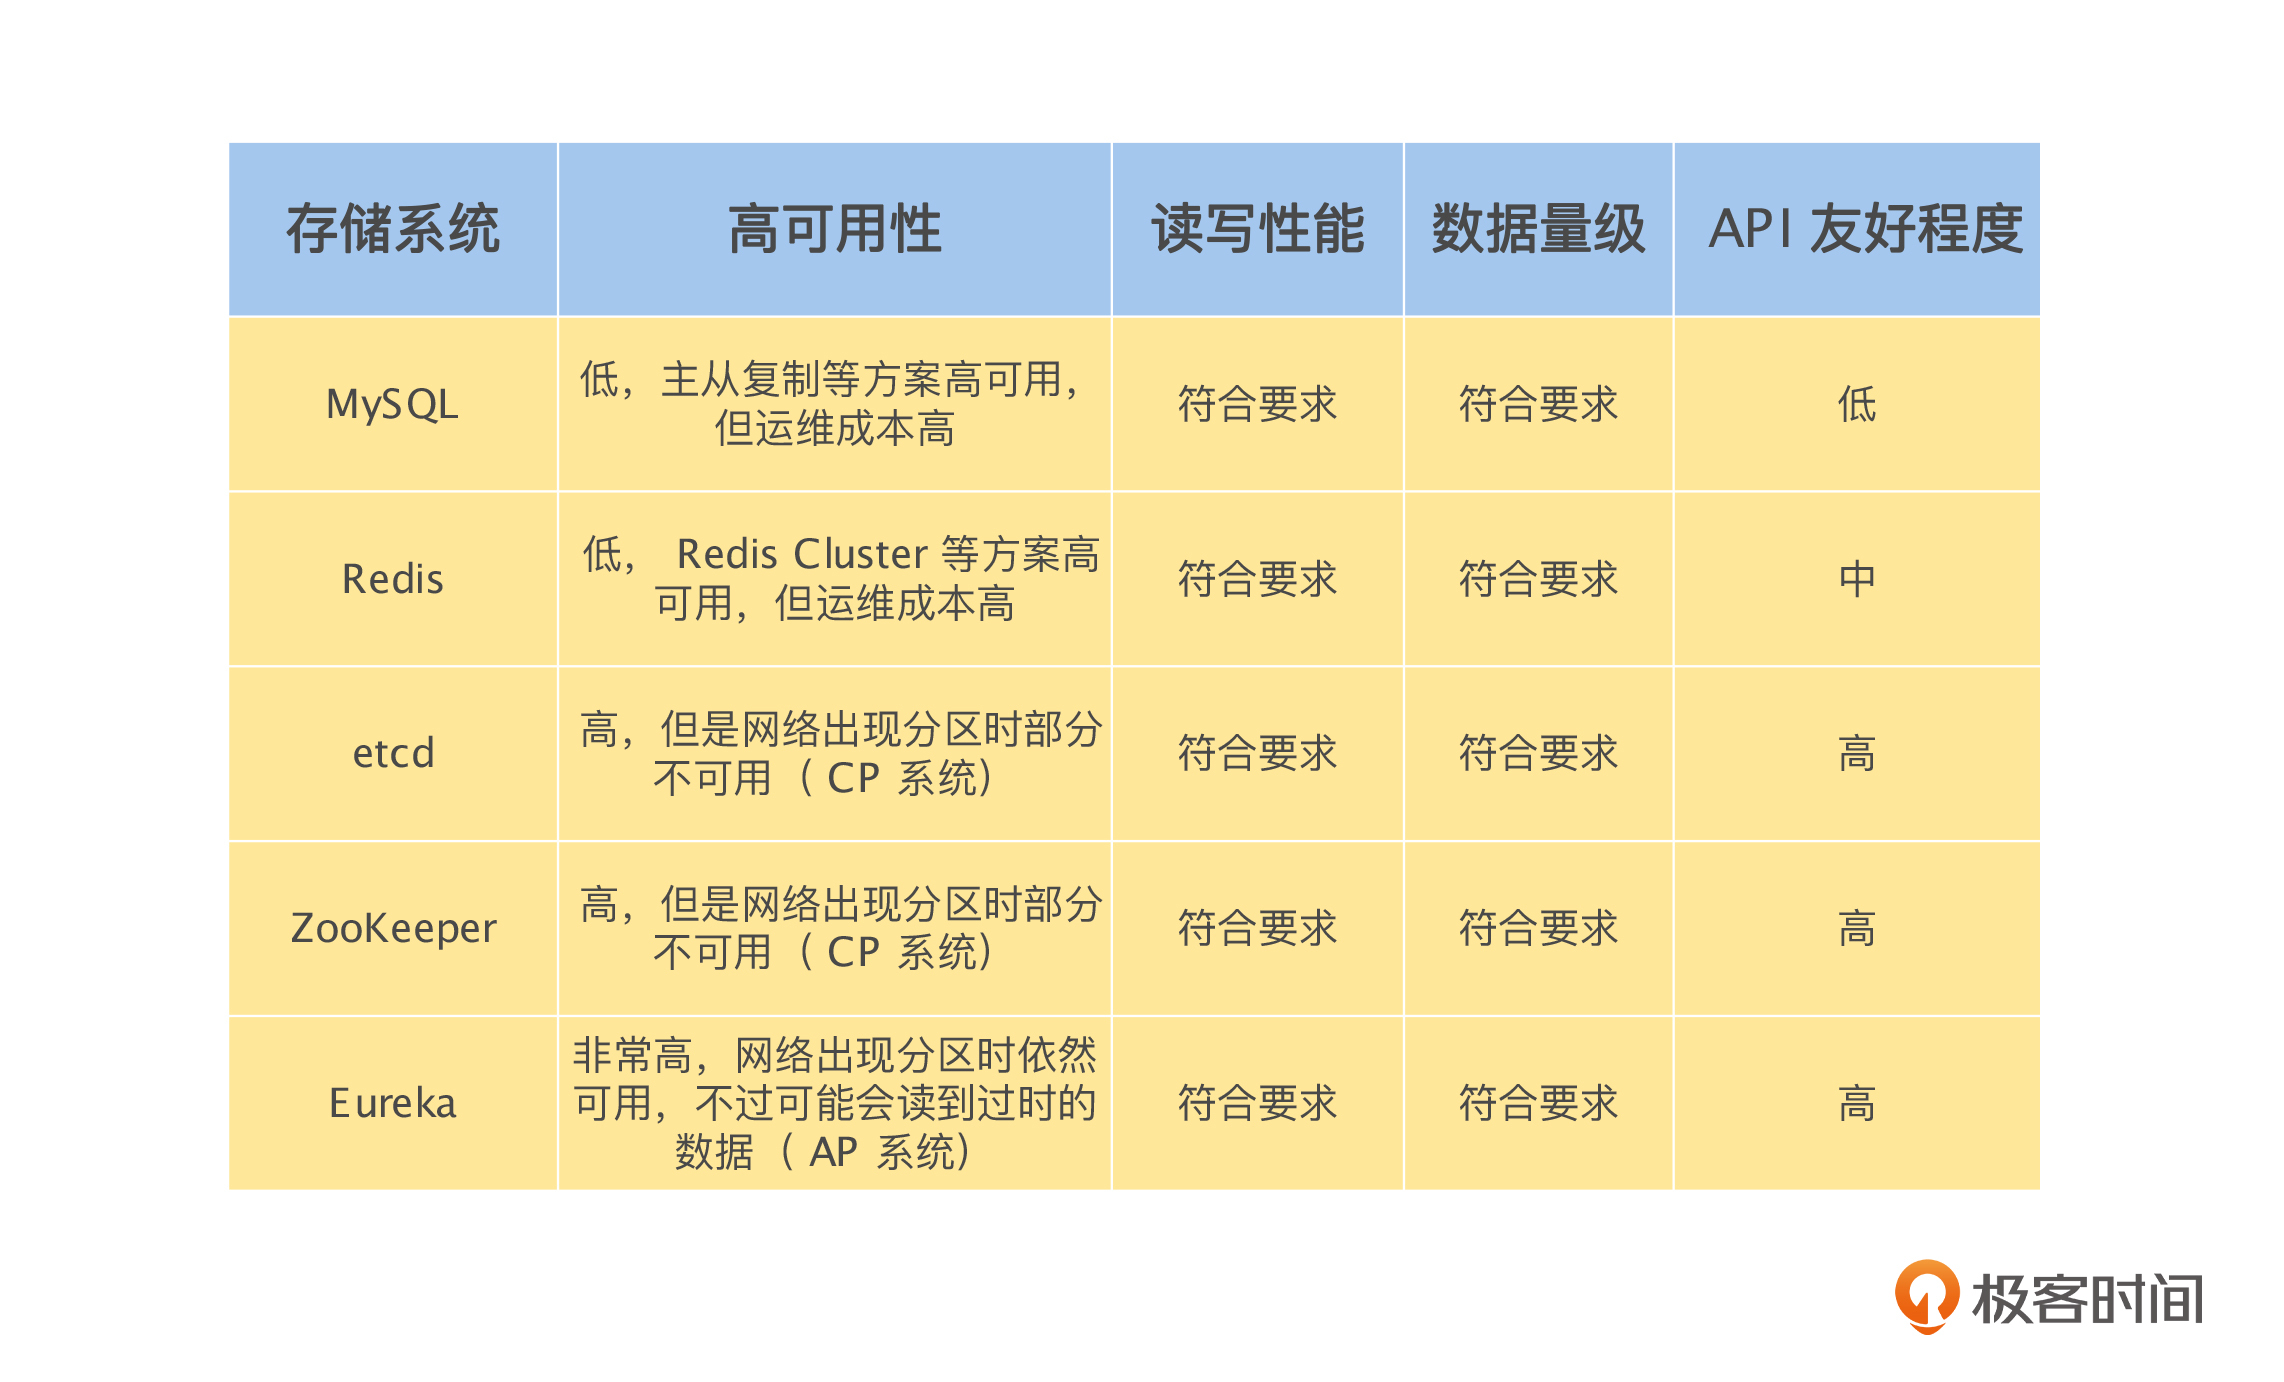 存储系统 高可用性 读写性能 数据量级 API 友好程度
MySQL 低，主从复制等方案高可用，但运维成本高 符合要求 符合要求 低
Redis 低， Redis Cluster 等方案高可用，但运维成本高 符合要求 符合要求 中
etcd 高，但是网络出现分区时部分不可用（ CP 系统） 符合要求 符合要求 高
ZooKeeper 高，但是网络出现分区时部分不可用（ CP 系统） 符合要求 符合要求 高
Eureka 非常高，网络出现分区时依然可用，不过可能会读到过时的数据（ AP 系统） 符合要求 符合要求 高
极客时间